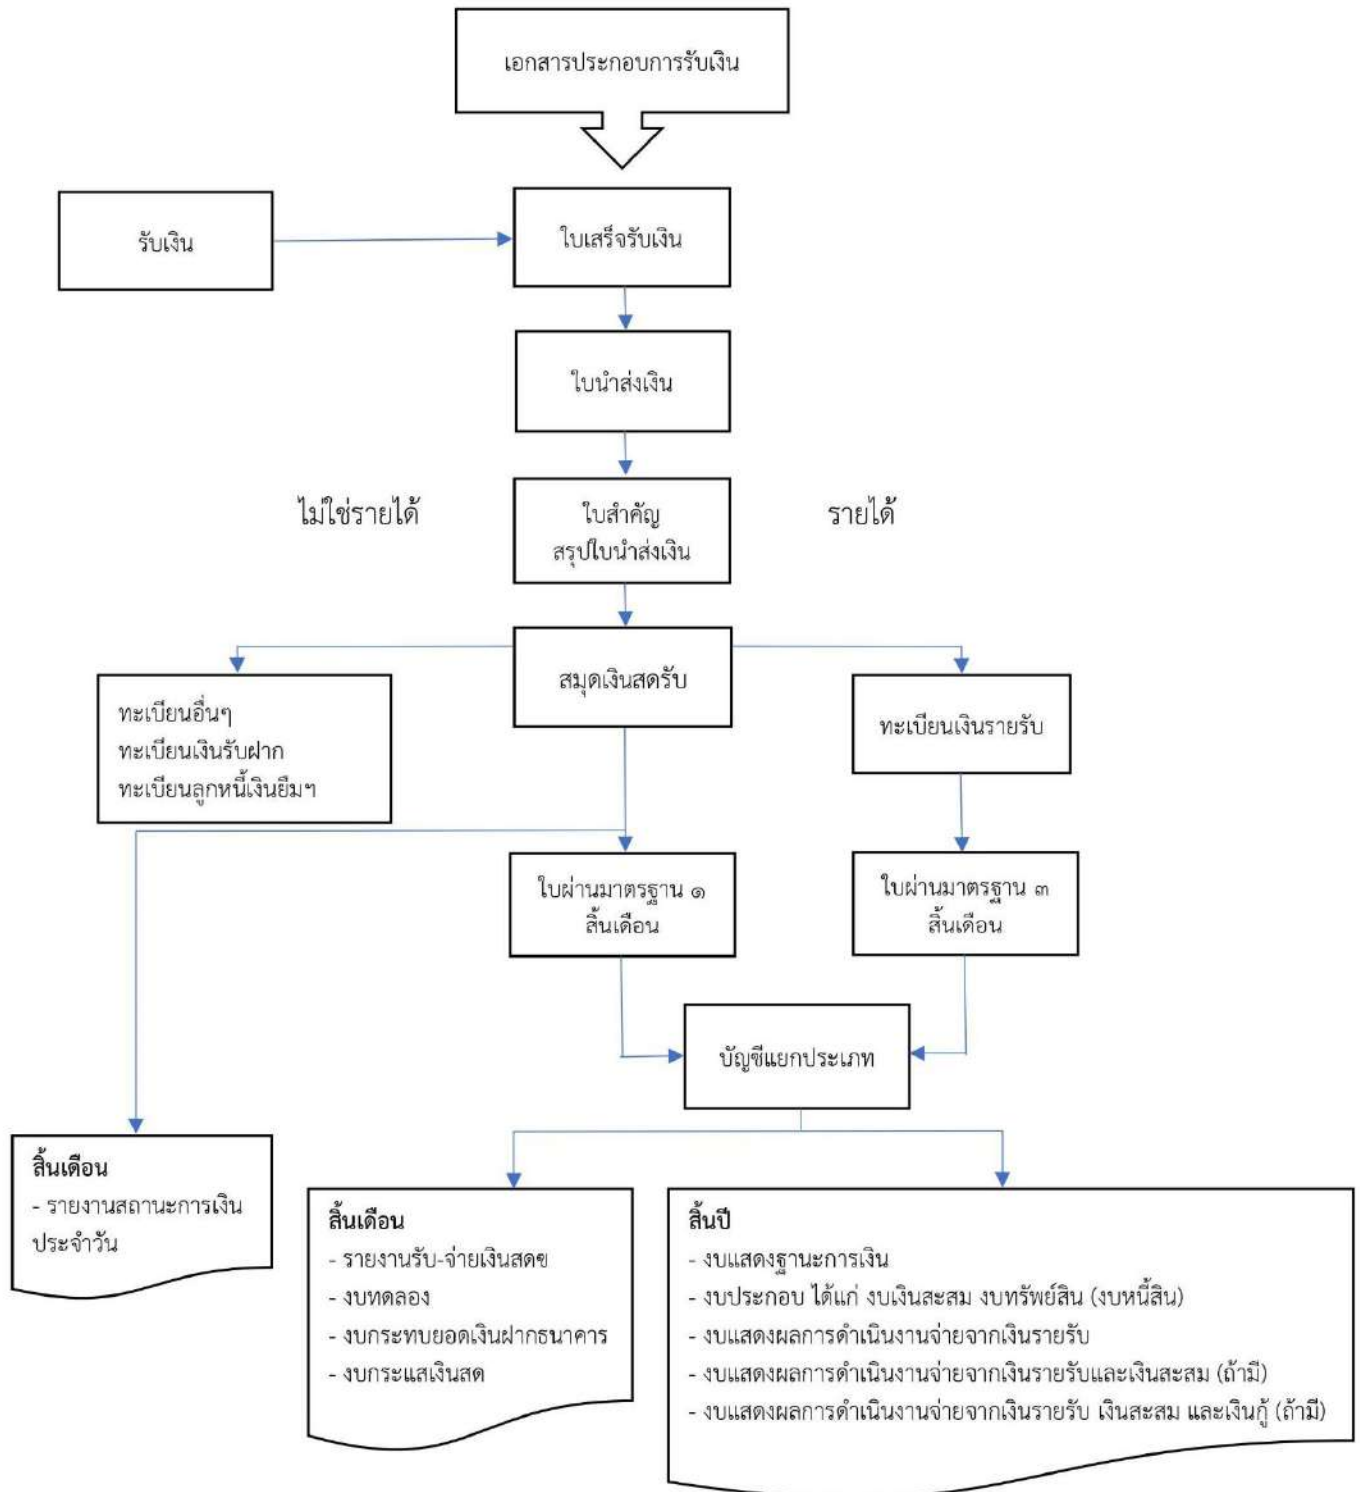 เอกสารประกอบการรับเงิน
รับเงิน
ใบเสร็จรับเงิน
ใบนำส่งเงิน
ไม่ใช่รายได้
ใบสำคัญ
สรุปใบนำส่งเงิน
รายได้
สมุดเงินสดรับ
ทะเบียนอื่นๆ
ทะเบียนเงินรับฝาก
ทะเบียนลูกหนี้เงินยืมฯ
ทะเบียนเงินรายรับ
ใบผ่านมาตรฐาน ๑
สิ้นเดือน
ใบผ่านมาตรฐาน ๓
สิ้นเดือน
บัญชีแยกประเภท
สิ้นเดือน
- รายงานสถานะการเงิน
ประจำวัน
สิ้นเดือน
- รายงานรับ-จ่ายเงินสดฃ
- งบทดลอง
- งบกระทบยอดเงินฝากธนาคาร
- งบกระแสเงินสด
สิ้นปี
- งบแสดงฐานะการเงิน
- งบประกอบ ได้แก่ งบเงินสะสม งบทรัพย์สิน (งบหนี้สิน)
- งบแสดงผลการดำเนินงานจ่ายจากเงินรายรับ
- งบแสดงผลการดำเนินงานจ่ายจากเงินรายรับและเงินสะสม (ถ้ามี)
- งบแสดงผลการดำเนินงานจ่ายจากเงินรายรับ เงินสะสม และเงินกู้ (ถ้ามี)